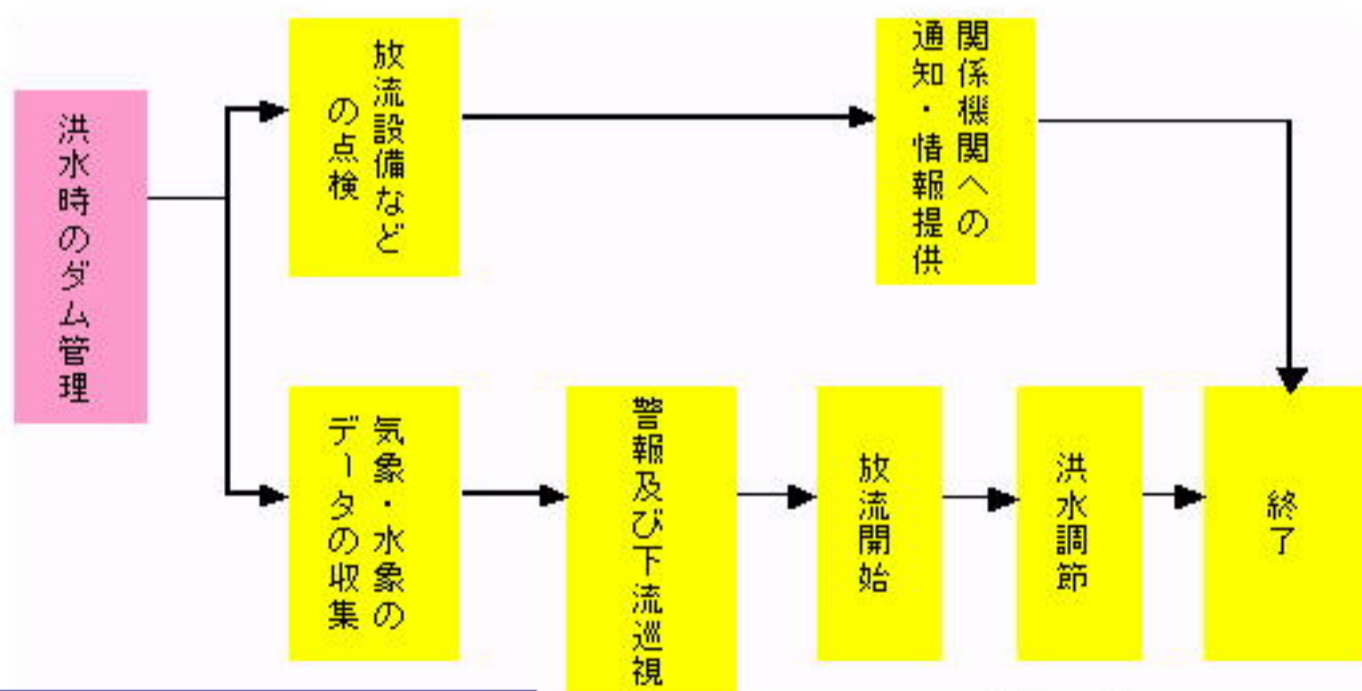 洪水時のダム管理
放流設備など
の点検
関係機関への
通知・情報提供
気象・水象の
データの収集
警報及び下流巡視
放流開始
洪水調節
終了